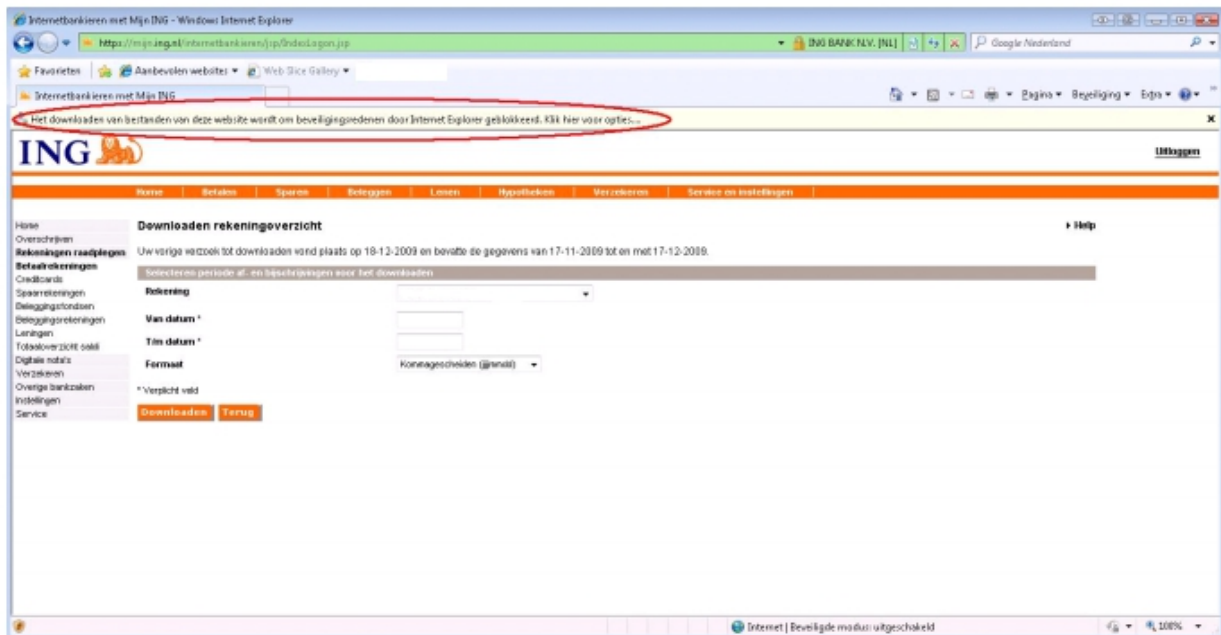 Internetbankieren met Mijn ING - Windows Internet Explorer
https://mijn.ing.nl/internetbankieren/jsp/IndexLogon.jsp
ING BANK N.V. [NL]
Google Nederland
Favorieten
Aanbevolen websites
Web Slice Gallery
Internetbankieren met Mijn ING
Pagina
Beveiliging
Extra
Het downloaden van bestanden van deze website wordt om beveiligingsredenen door Internet Explorer geblokkeerd. Klik hier voor opties...
ING
Uitloggen
Home Betalen Sparen Beleggen Lenen Hypotheken Verzekeren Service en instellingen
Home
Overschrijven
Rekeningen raadplegen
Betaalrekeningen
Creditcards
Spaarrekeningen
Beleggingsfondsen
Beleggingsrekeningen
Leningen
Totaaloverzicht saldi
Digitale nota's
Verzekeren
Overige bankzaken
Instellingen
Service
Downloaden rekeningoverzicht
Help
Uw vorige verzoek tot downloaden vond plaats op 18-12-2009 en bevatte de gegevens van 17-11-2009 tot en met 17-12-2009.
Selecteren periode af- en bijschrijvingen voor het downloaden
Rekening
Van datum *
T/m datum *
Formaat Kommagescheiden (jjjjmmdd)
* Verplicht veld
Downloaden Terug
Internet | Beveiligde modus: uitgeschakeld
100%